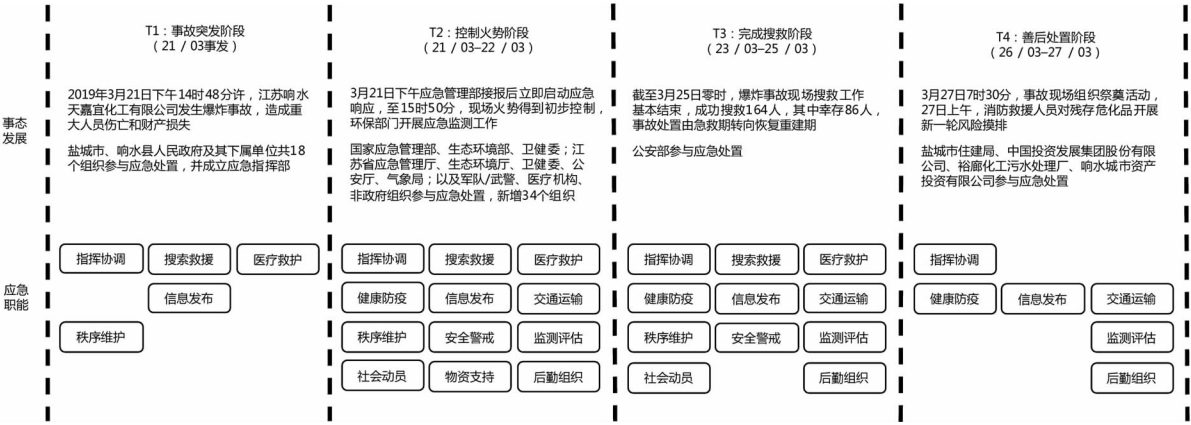 T1：事故突发阶段
（21 / 03事发）
T2：控制火势阶段
（21 / 03–22 / 03）
T3：完成搜救阶段
（23 / 03–25 / 03）
T4：善后处置阶段
（26 / 03–27 / 03）
事态
发展
2019年3月21日下午14时48分许，江苏响水
天嘉宜化工有限公司发生爆炸事故，造成重
大人员伤亡和财产损失
盐城市、响水县人民政府及其下属单位共18
个组织参与应急处置，并成立应急指挥部
3月21日下午应急管理部接报后立即启动应急
响应，至15时50分，现场火势得到初步控制，
环保部门开展应急监测工作
国家应急管理部、生态环境部、卫健委；江
苏省应急管理厅、生态环境厅、卫健委、公
安厅、气象局；以及军队/武警、医疗机构、
非政府组织参与应急处置，新增34个组织
截至3月25日零时，爆炸事故现场搜救工作
基本结束，成功搜救164人，其中幸存86人，
事故处置由急救期转向恢复重建期
公安部参与应急处置
3月27日7时30分，事故现场组织祭奠活动，
27日上午，消防救援人员对残存危化品开展
新一轮风险摸排
盐城市住建局、中国投资发展集团股份有限
公司、裕廊化工污水处理厂、响水城市资产
投资有限公司参与应急处置
应急
职能
指挥协调 搜索救援 医疗救护
信息发布
秩序维护
指挥协调 搜索救援 医疗救护
健康防疫 信息发布 交通运输
秩序维护 安全警戒 监测评估
社会动员 物资支持 后勤组织
指挥协调 搜索救援 医疗救护
健康防疫 信息发布 交通运输
秩序维护 安全警戒 监测评估
社会动员 后勤组织
指挥协调
健康防疫 信息发布 交通运输
监测评估
后勤组织